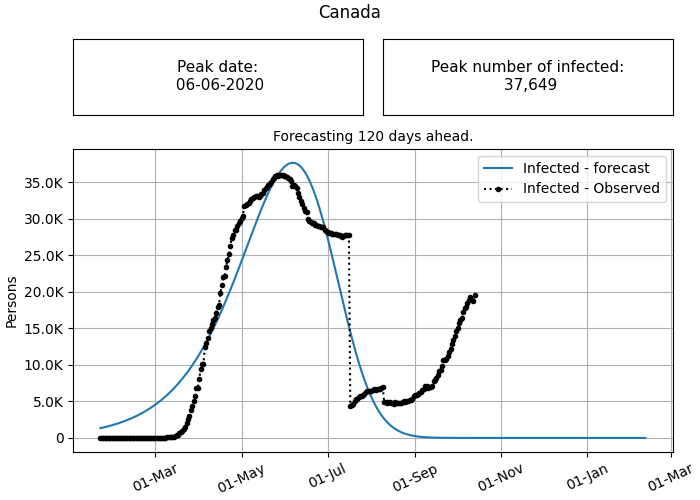 Canada
Peak date:
06-06-2020
Peak number of infected:
37,649
Forecasting 120 days ahead.
Infected - forecast
Infected - Observed
Persons
35.0K
30.0K
25.0K
20.0K
15.0K
10.0K
5.0K
0
01-Mar
01-May
01-Jul
01-Sep
01-Nov
01-Jan
01-Mar